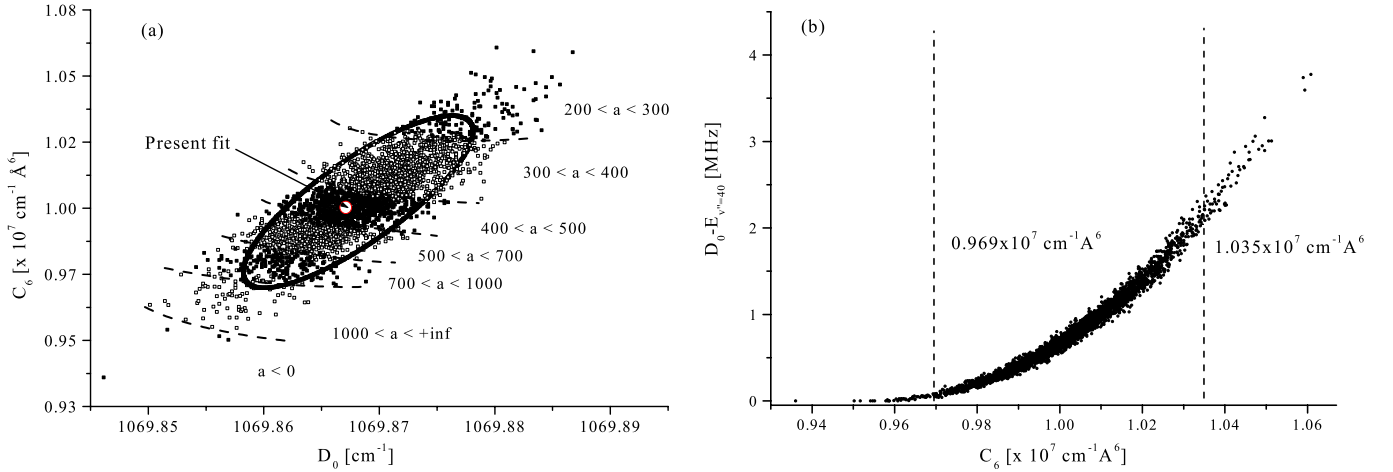 (a)
1.08
1.05
1.02
1.00
0.97
0.95
0.93
C6 [x 10^7 cm^-1 Å^6]
Present fit
200 < a < 300
300 < a < 400
400 < a < 500
500 < a < 700
700 < a < 1000
1000 < a < +inf
a < 0
1069.85
1069.86
1069.87
1069.88
1069.89
D0 [cm^-1]
(b)
4
3
2
1
0
D0-Ev''=40 [MHz]
0.969x10^7 cm^-1A^6
1.035x10^7 cm^-1A^6
0.94
0.96
0.98
1.00
1.02
1.04
1.06
C6 [x 10^7 cm^-1A^6]